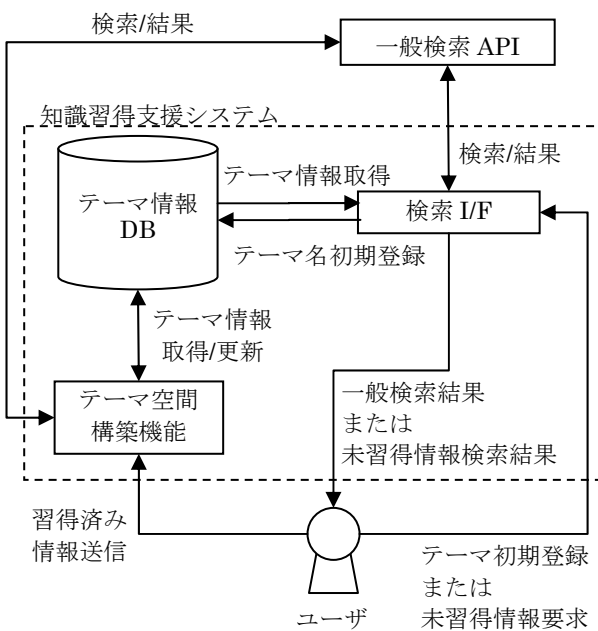 検索/結果
一般検索 API
知識習得支援システム
検索/結果
テーマ情報取得
テーマ情報
DB
検索 I/F
テーマ名初期登録
テーマ情報
取得/更新
テーマ空間
構築機能
一般検索結果
または
未習得情報検索結果
習得済み
情報送信
テーマ初期登録
または
未習得情報要求
ユーザ